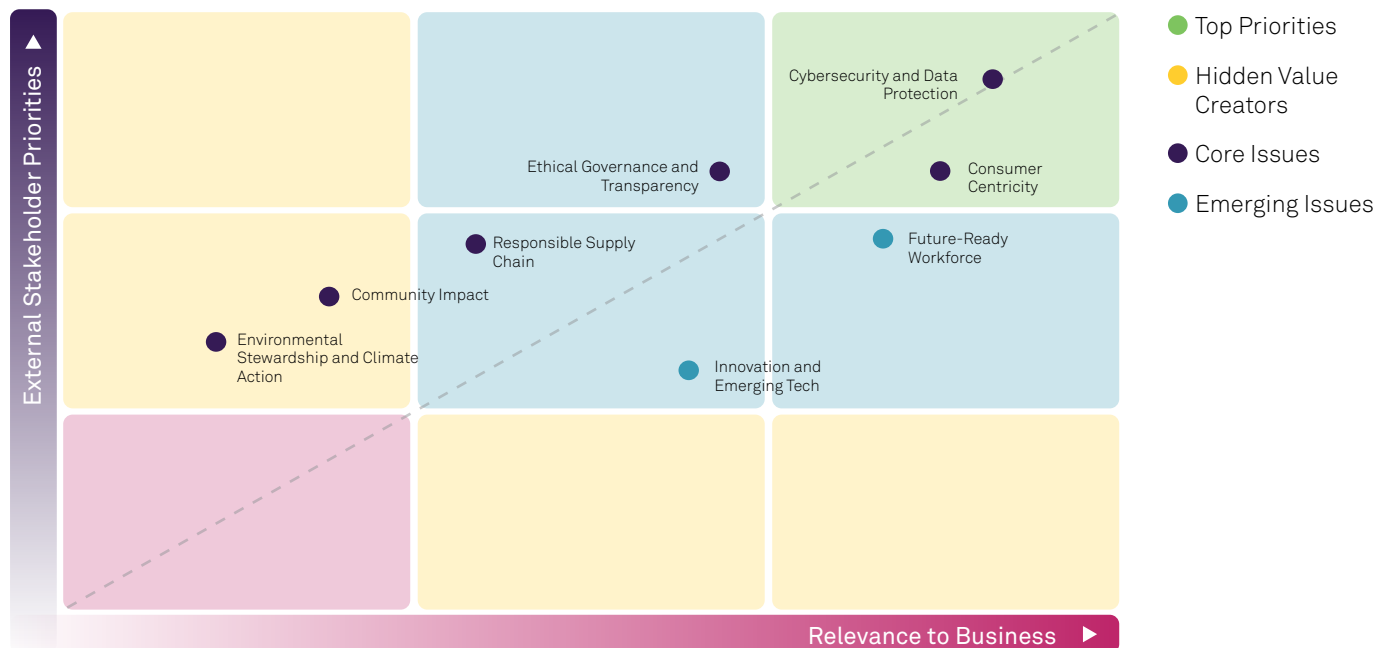 External Stakeholder Priorities
Cybersecurity and Data
Protection
Ethical Governance and
Transparency
Consumer
Centricity
Responsible Supply
Chain
Future-Ready
Workforce
Community Impact
Environmental
Stewardship and Climate
Action
Innovation and
Emerging Tech
Relevance to Business
Top Priorities
Hidden Value
Creators
Core Issues
Emerging Issues